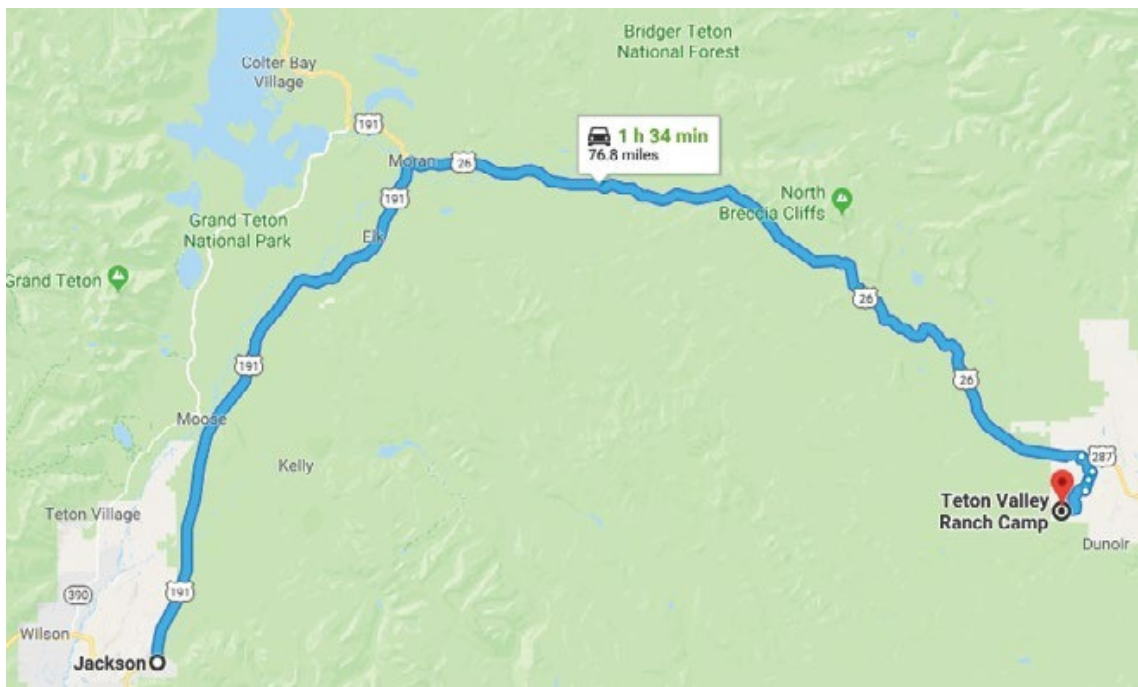 Bridger Teton
National Forest
Colter Bay
Village
191
1 h 34 min
76.8 miles
Moran
26
191
North
Breccia Cliffs
Grand Teton
National Park
Elk
Grand Teton
26
191
26
Moose
287
Kelly
Teton Valley
Ranch Camp
Teton Village
Dunoir
191
390
Wilson
Jackson